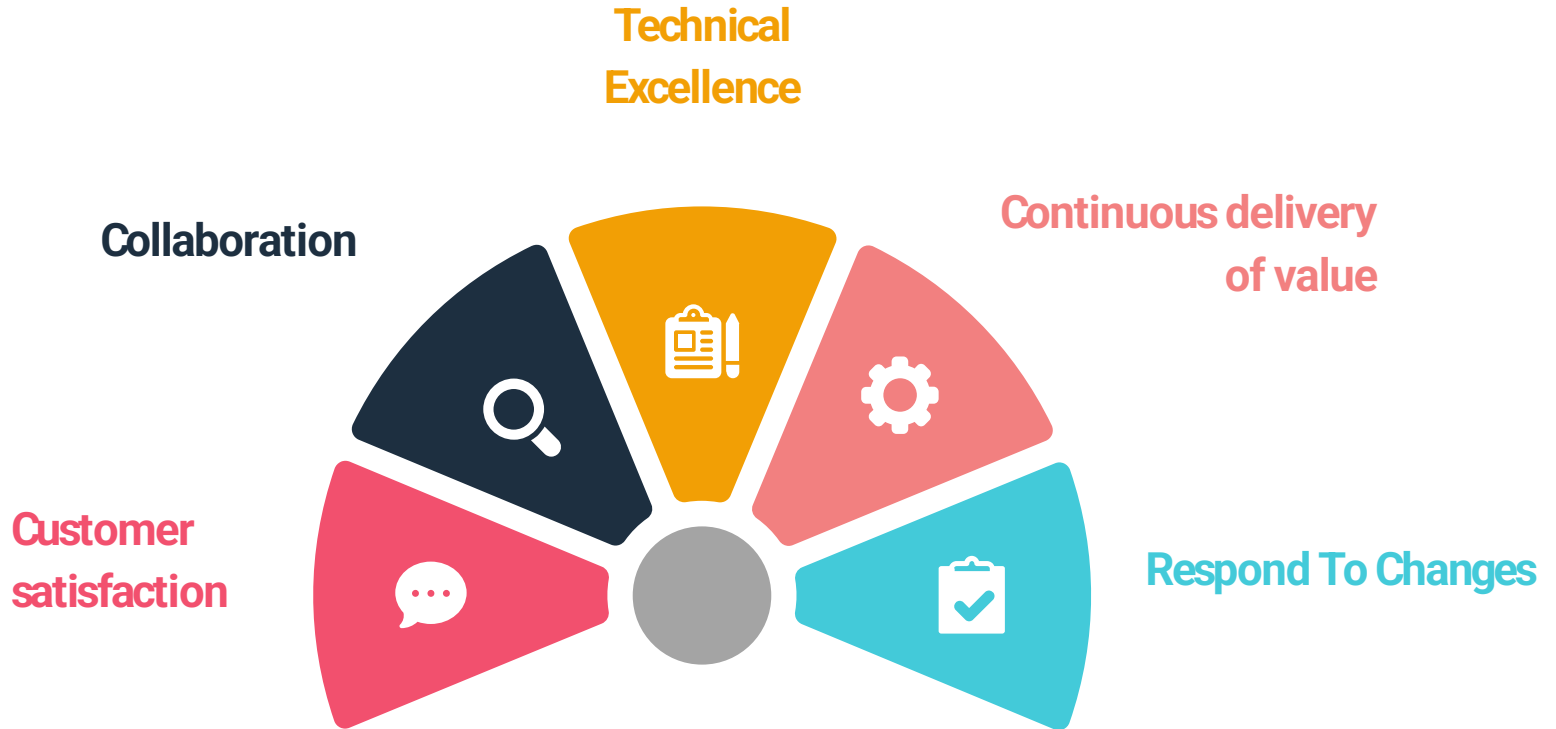 Technical
Excellence
Collaboration
Continuous delivery
of value
Customer
satisfaction
Respond To Changes